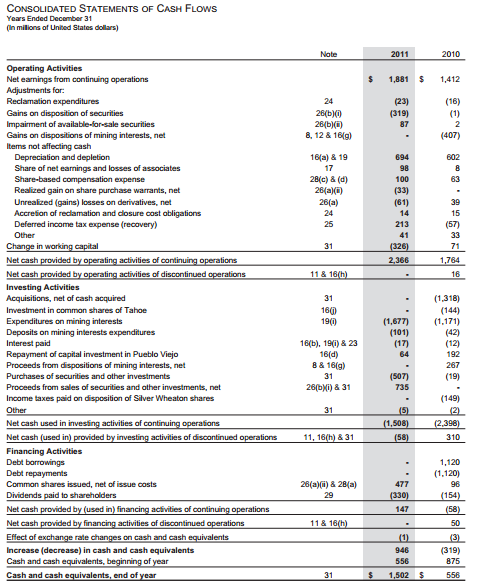 CONSOLIDATED STATEMENTS OF CASH FLOWS
Years Ended December 31
(In millions of United States dollars)
Note 2011 2010
Operating Activities
Net earnings from continuing operations $ 1,881 $ 1,412
Adjustments for:
Reclamation expenditures 24 (23) (16)
Gains on disposition of securities 26(b)(i) (319) (1)
Impairment of available-for-sale securities 26(b)(ii) 87 2
Gains on dispositions of mining interests, net 8, 12 & 16(g) - (407)
Items not affecting cash
Depreciation and depletion 16(a) & 19 694 602
Share of net earnings and losses of associates 17 98 8
Share-based compensation expense 28(c) & (d) 100 63
Realized gain on share purchase warrants, net 26(a)(ii) (33) -
Unrealized (gains) losses on derivatives, net 26(a) (61) 39
Accretion of reclamation and closure cost obligations 24 14 15
Deferred income tax expense (recovery) 25 213 (57)
Other 41 33
Change in working capital 31 (326) 71
Net cash provided by operating activities of continuing operations 2,366 1,764
Net cash provided by operating activities of discontinued operations 11 & 16(h) - 16
Investing Activities
Acquisitions, net of cash acquired 31 - (1,318)
Investment in common shares of Tahoe 16(j) - (144)
Expenditures on mining interests 19(i) (1,677) (1,171)
Deposits on mining interests expenditures (101) (42)
Interest paid 16(b), 19(i) & 23 (17) (12)
Repayment of capital investment in Pueblo Viejo 16(d) 64 192
Proceeds from dispositions of mining interests, net 8 & 16(g) - 267
Purchases of securities and other investments 31 (507) (19)
Proceeds from sales of securities and other investments, net 26(b)(i) & 31 735 -
Income taxes paid on disposition of Silver Wheaton shares - (149)
Other 31 (5) (2)
Net cash used in investing activities of continuing operations (1,508) (2,398)
Net cash (used in) provided by investing activities of discontinued operations 11, 16(h) & 31 (58) 310
Financing Activities
Debt borrowings - 1,120
Debt repayments - (1,120)
Common shares issued, net of issue costs 26(a)(ii) & 28(a) 477 96
Dividends paid to shareholders 29 (330) (154)
Net cash provided by (used in) financing activities of continuing operations 147 (58)
Net cash provided by financing activities of discontinued operations 11 & 16(h) - 50
Effect of exchange rate changes on cash and cash equivalents (1) (3)
Increase (decrease) in cash and cash equivalents 946 (319)
Cash and cash equivalents, beginning of year 556 875
Cash and cash equivalents, end of year 31 $ 1,502 $ 556